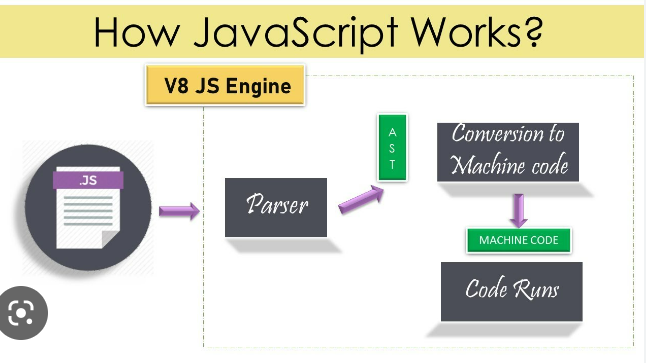 How JavaScript Works?
V8 JS Engine
.JS
Parser
A
S
T
Conversion to
Machine code
MACHINE CODE
Code Runs